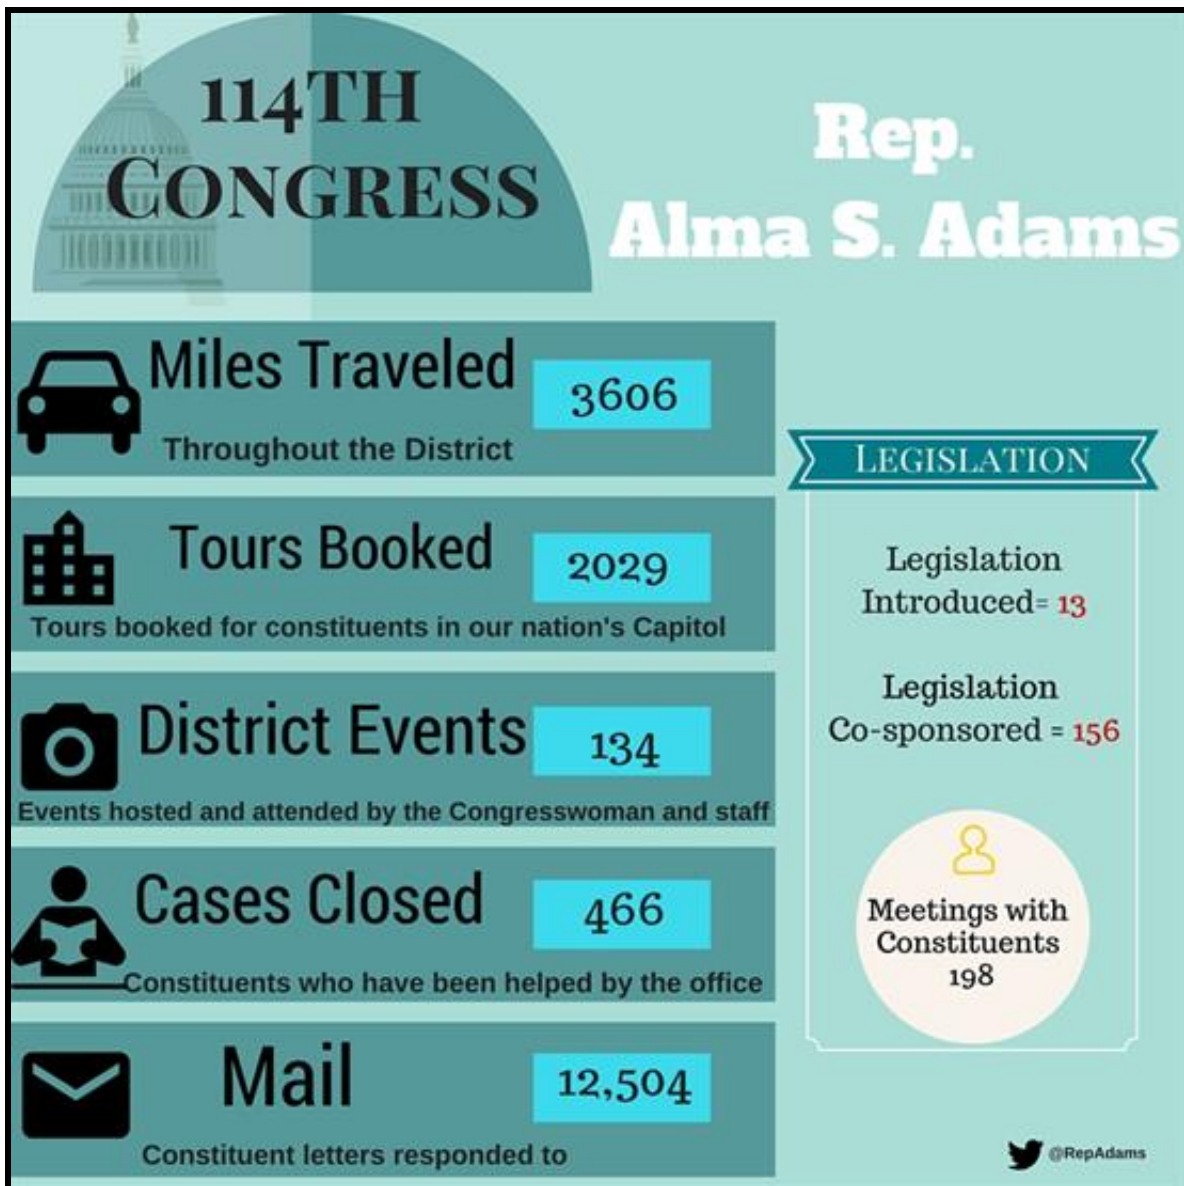 114TH
CONGRESS
Rep.
Alma S. Adams
Miles Traveled
3606
Throughout the District
Tours Booked
2029
Tours booked for constituents in our nation's Capitol
District Events
134
Events hosted and attended by the Congresswoman and staff
Cases Closed
466
Constituents who have been helped by the office
Mail
12,504
Constituent letters responded to
LEGISLATION
Legislation
Introduced= 13
Legislation
Co-sponsored = 156
Meetings with
Constituents
198
@RepAdams